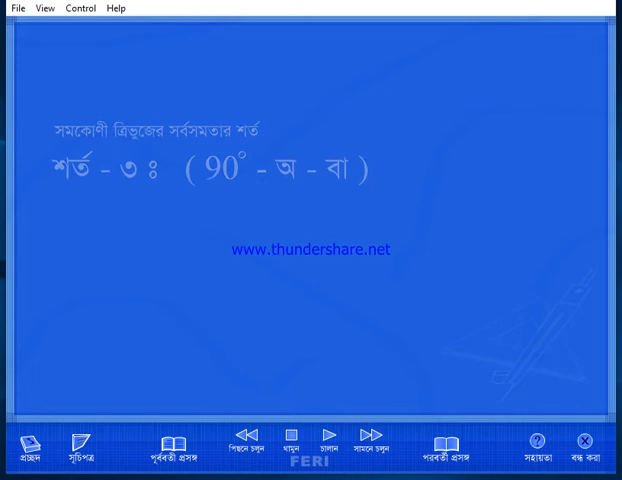 File View Control Help
সমকোণী ত্রিভুজের সর্বসমতার শর্ত
শর্ত - ৩ ঃ ( 90° - অ - বা )
www.thundershare.net
প্রচ্ছদ সূচিপত্র পূর্ববর্তী প্রসঙ্গ পিছনে চলুন থামুন চালান সামনে চলুন পরবর্তী প্রসঙ্গ সহায়তা বন্ধ করা
FERI